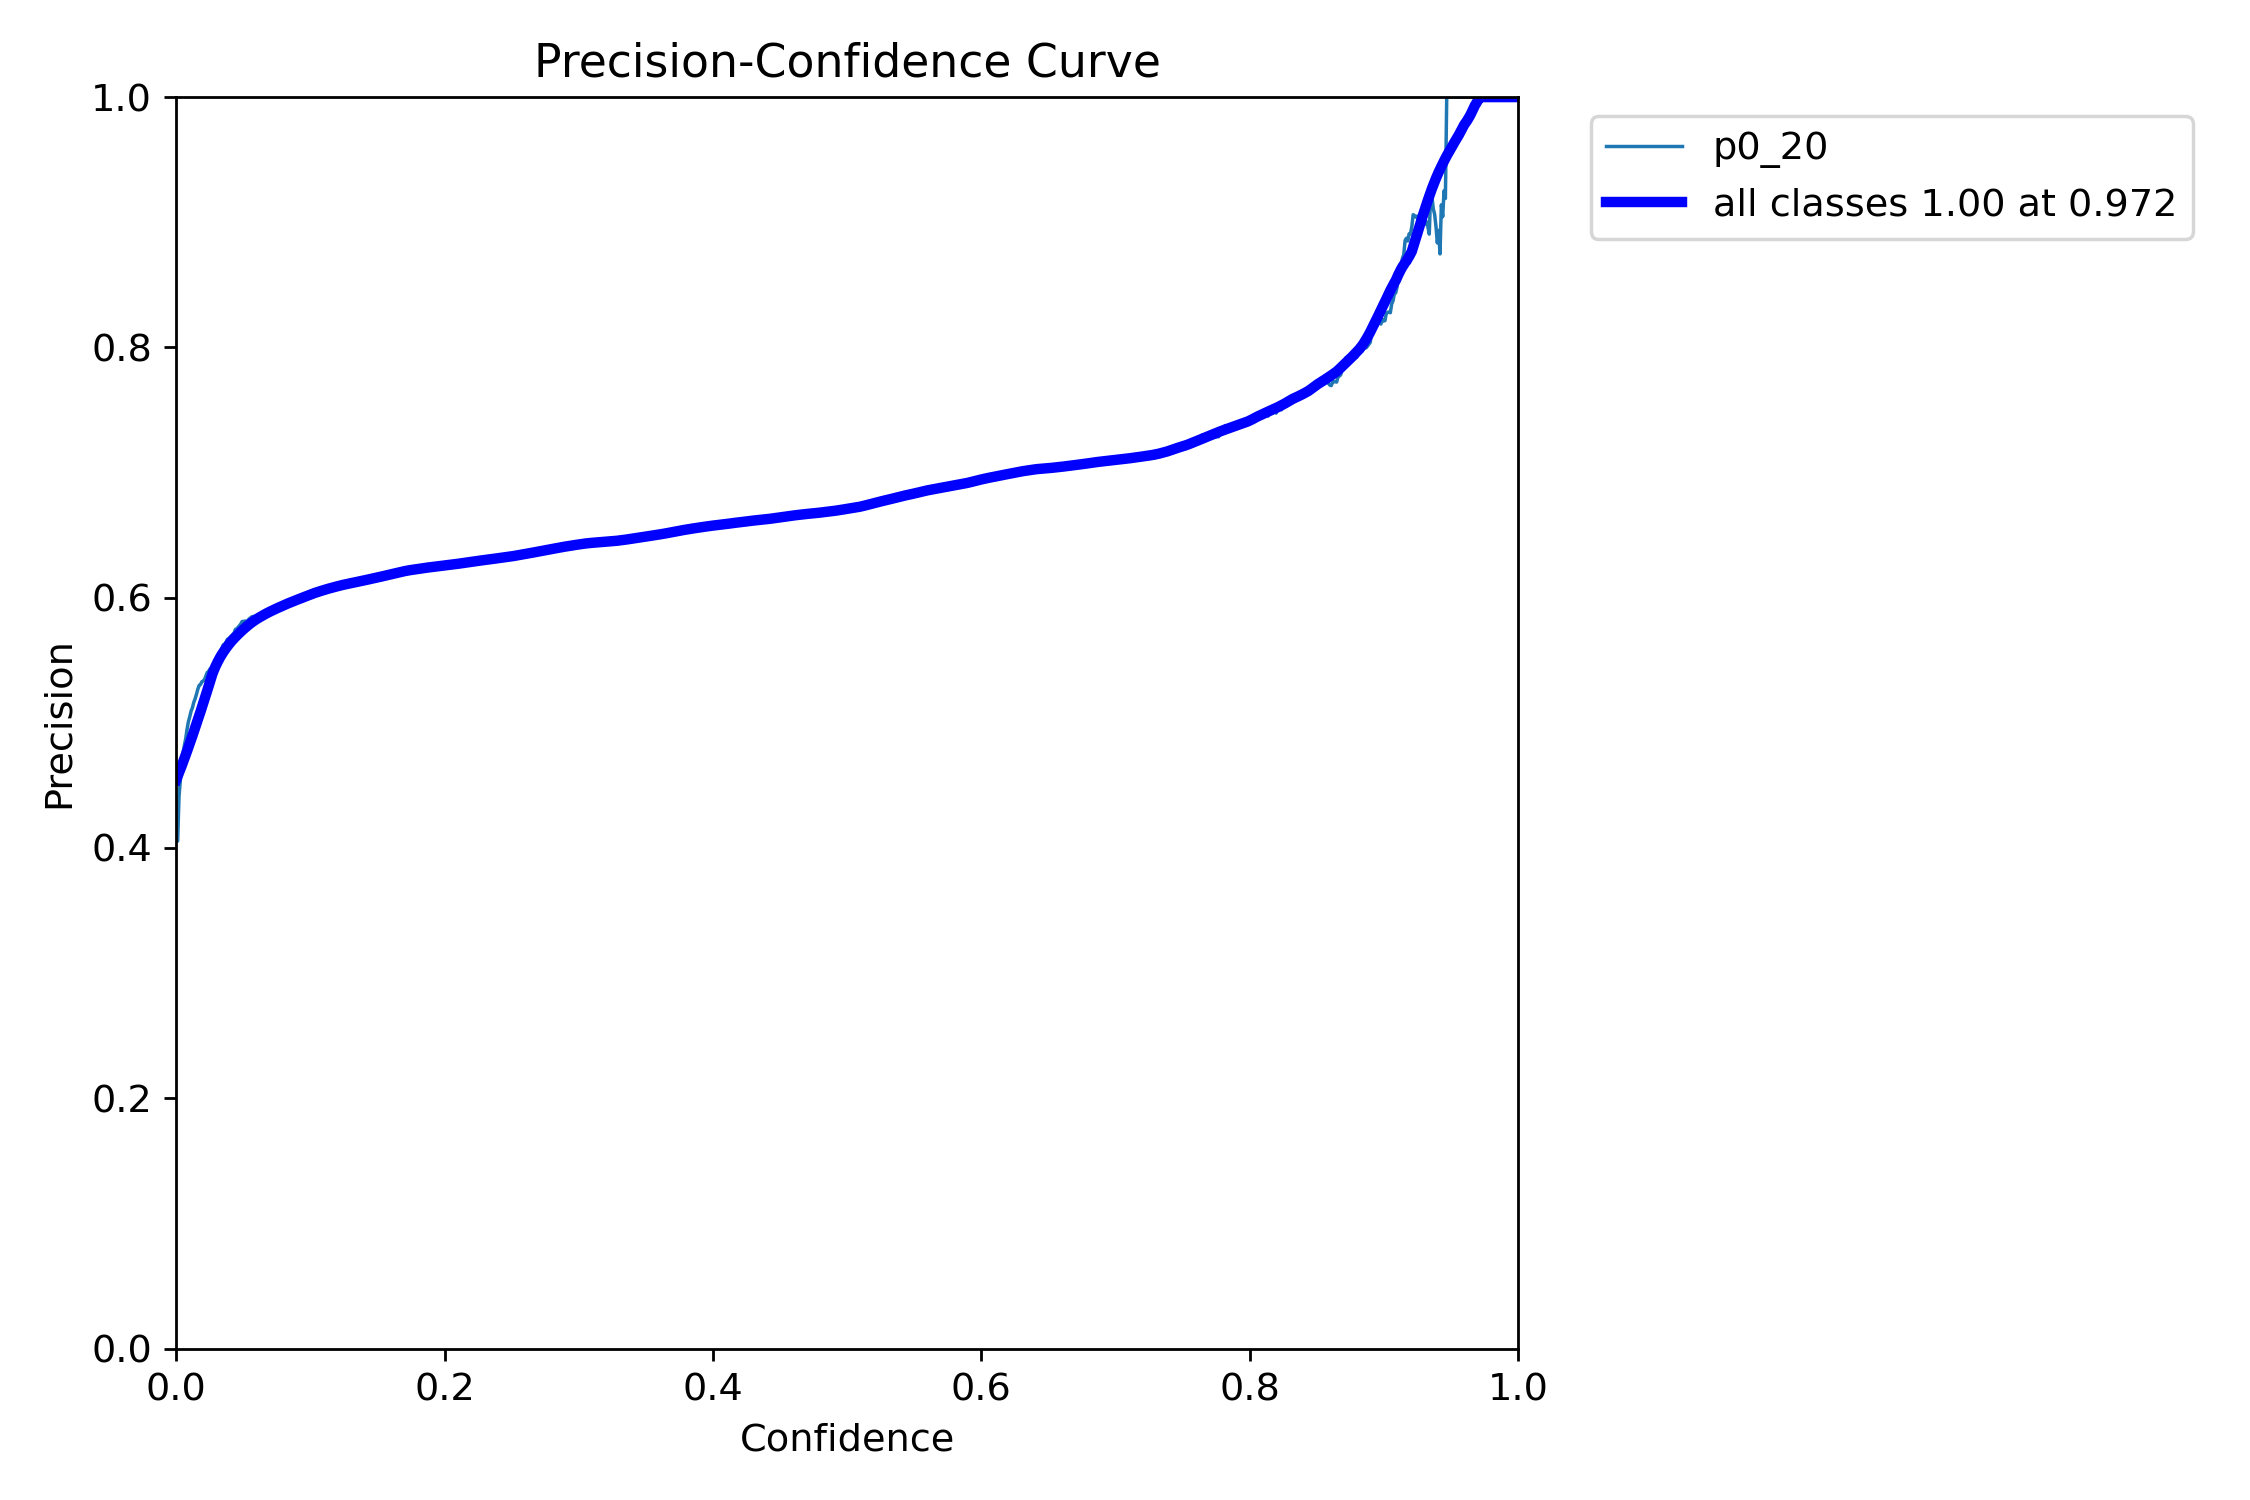 Precision-Confidence Curve
1.0
0.8
0.6
0.4
0.2
0.0
Precision
0.0 0.2 0.4 0.6 0.8 1.0
Confidence
p0_20
all classes 1.00 at 0.972